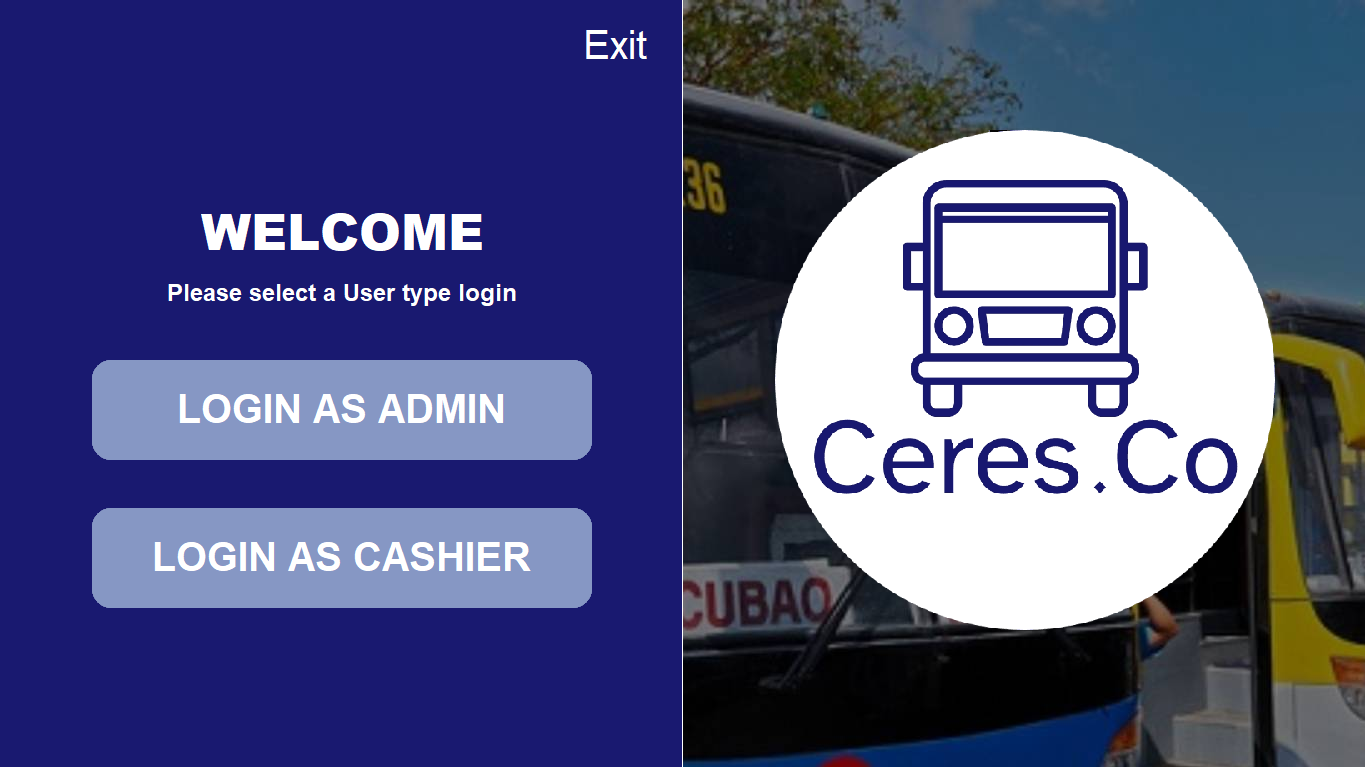 Exit
WELCOME
Please select a User type login
LOGIN AS ADMIN
LOGIN AS CASHIER
36
Ceres.Co
CUBAO